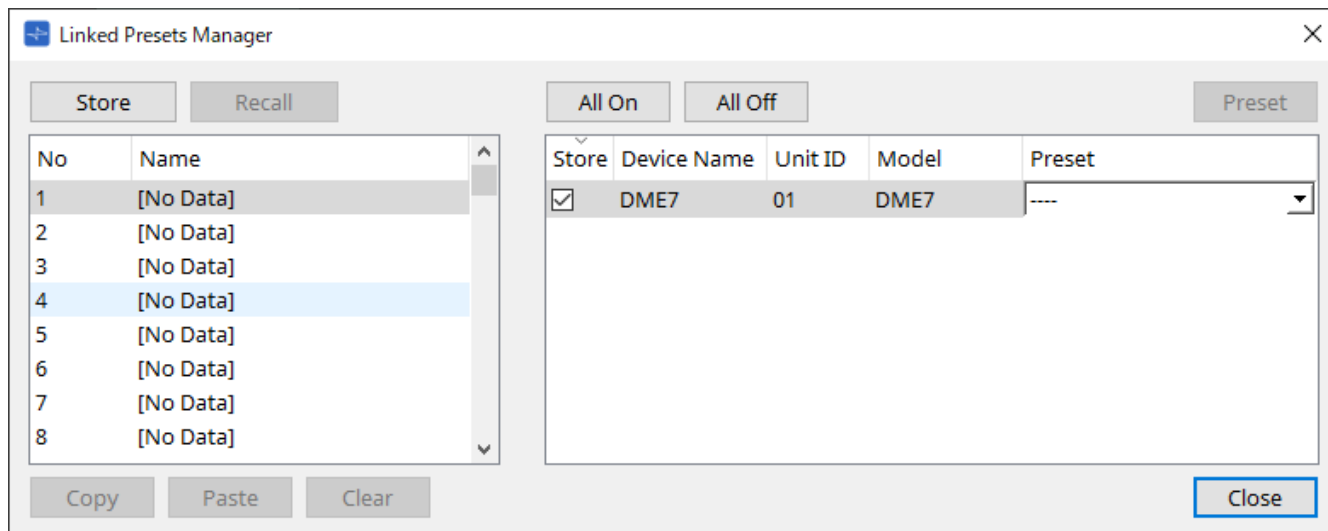 Linked Presets Manager
Store Recall All On All Off Preset
No Name Store Device Name Unit ID Model Preset
1 [No Data] DME7 01 DME7 ----
2 [No Data]
3 [No Data]
4 [No Data]
5 [No Data]
6 [No Data]
7 [No Data]
8 [No Data]
Copy Paste Clear Close